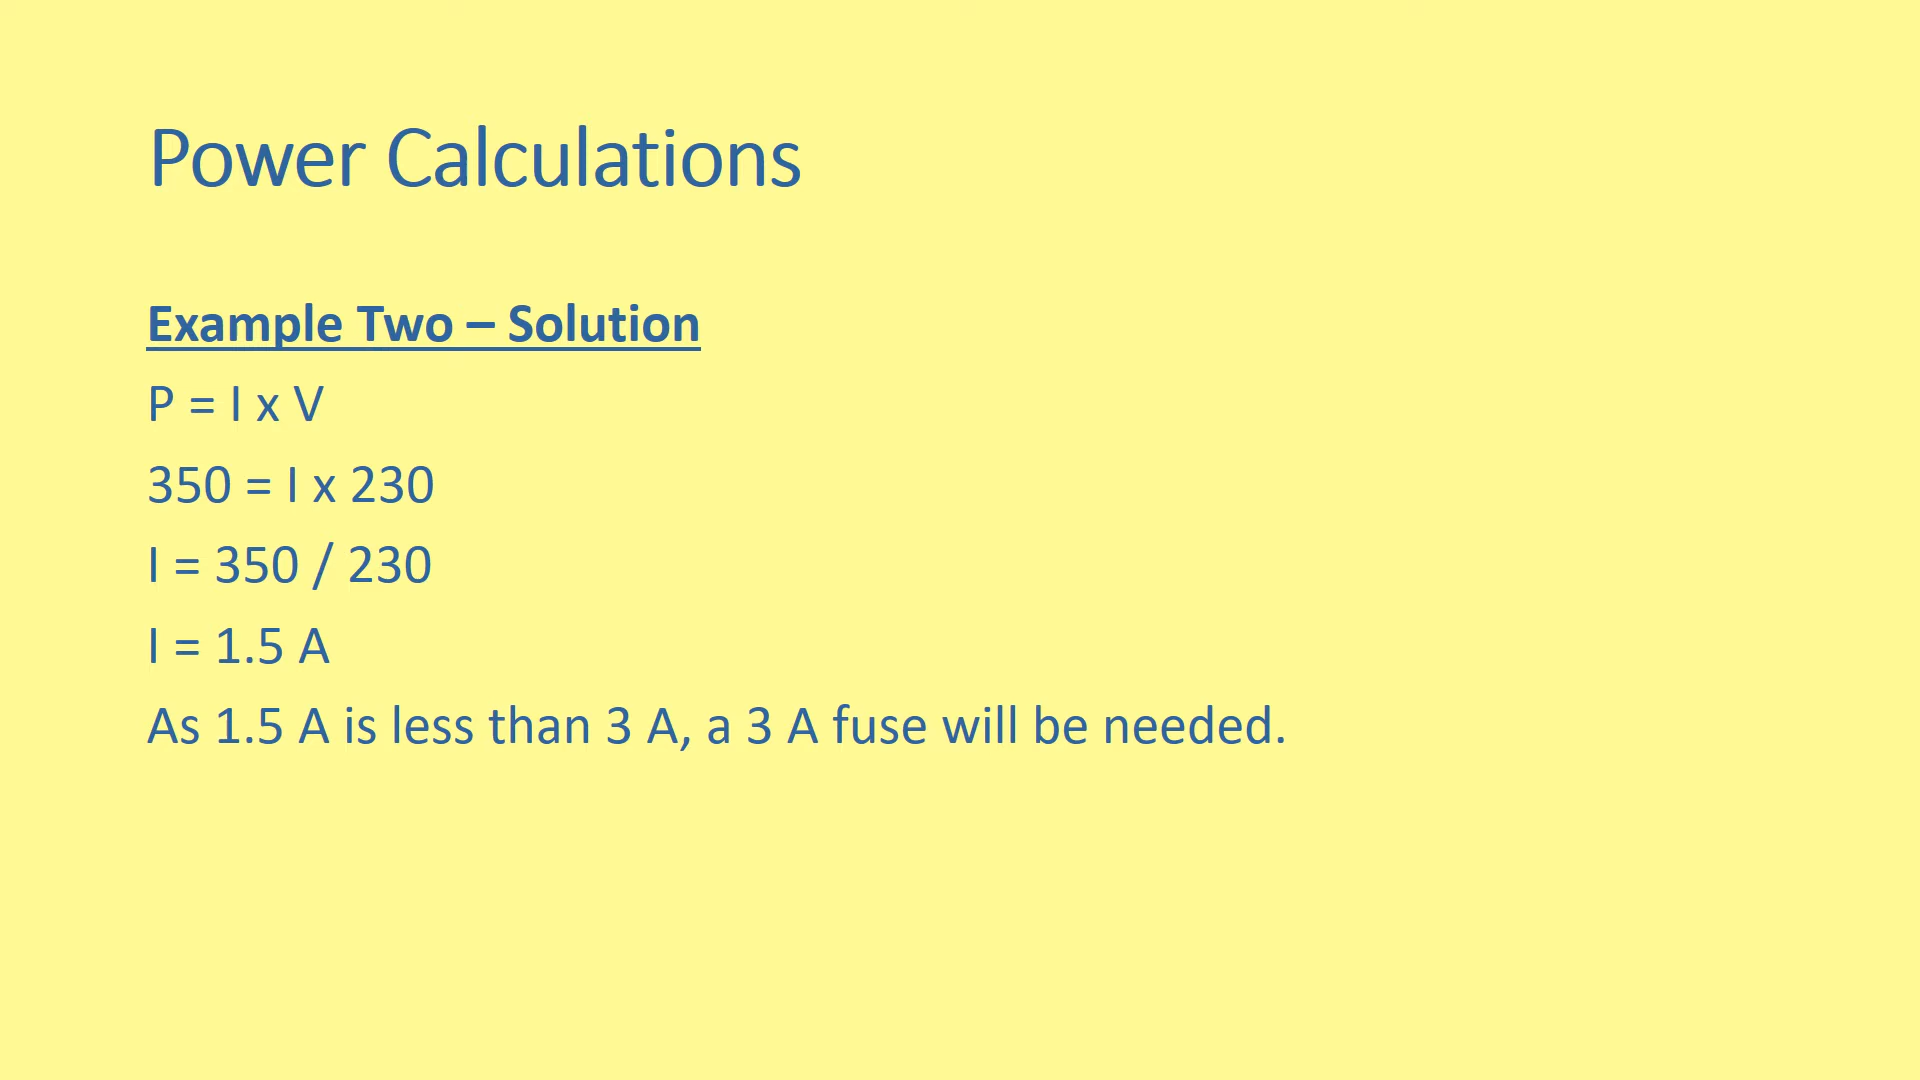 Power Calculations
Example Two – Solution
P = I x V
350 = I x 230
I = 350 / 230
I = 1.5 A
As 1.5 A is less than 3 A, a 3 A fuse will be needed.